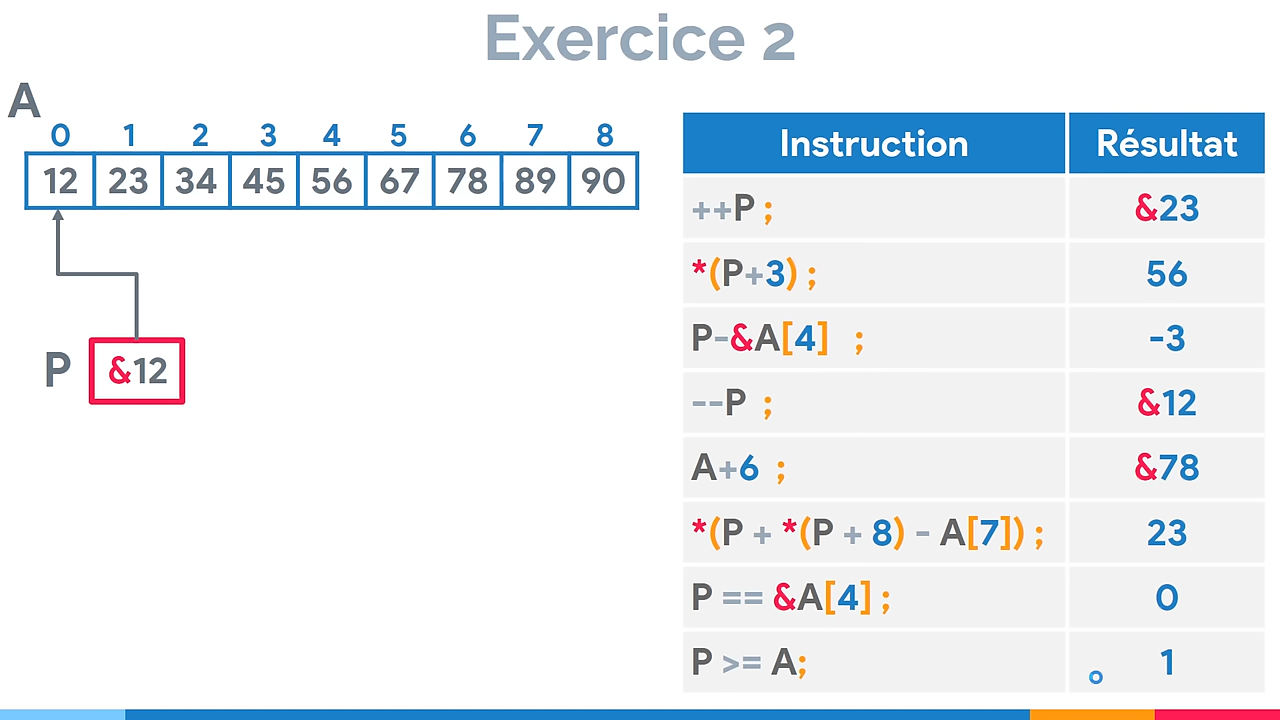 Exercice 2
A
0 1 2 3 4 5 6 7 8
12 23 34 45 56 67 78 89 90
P &12
Instruction Résultat
++P ; &23
*(P+3) ; 56
P-&A[4] ; -3
--P ; &12
A+6 ; &78
*(P + *(P + 8) - A[7]) ; 23
P == &A[4] ; 0
P >= A; 1